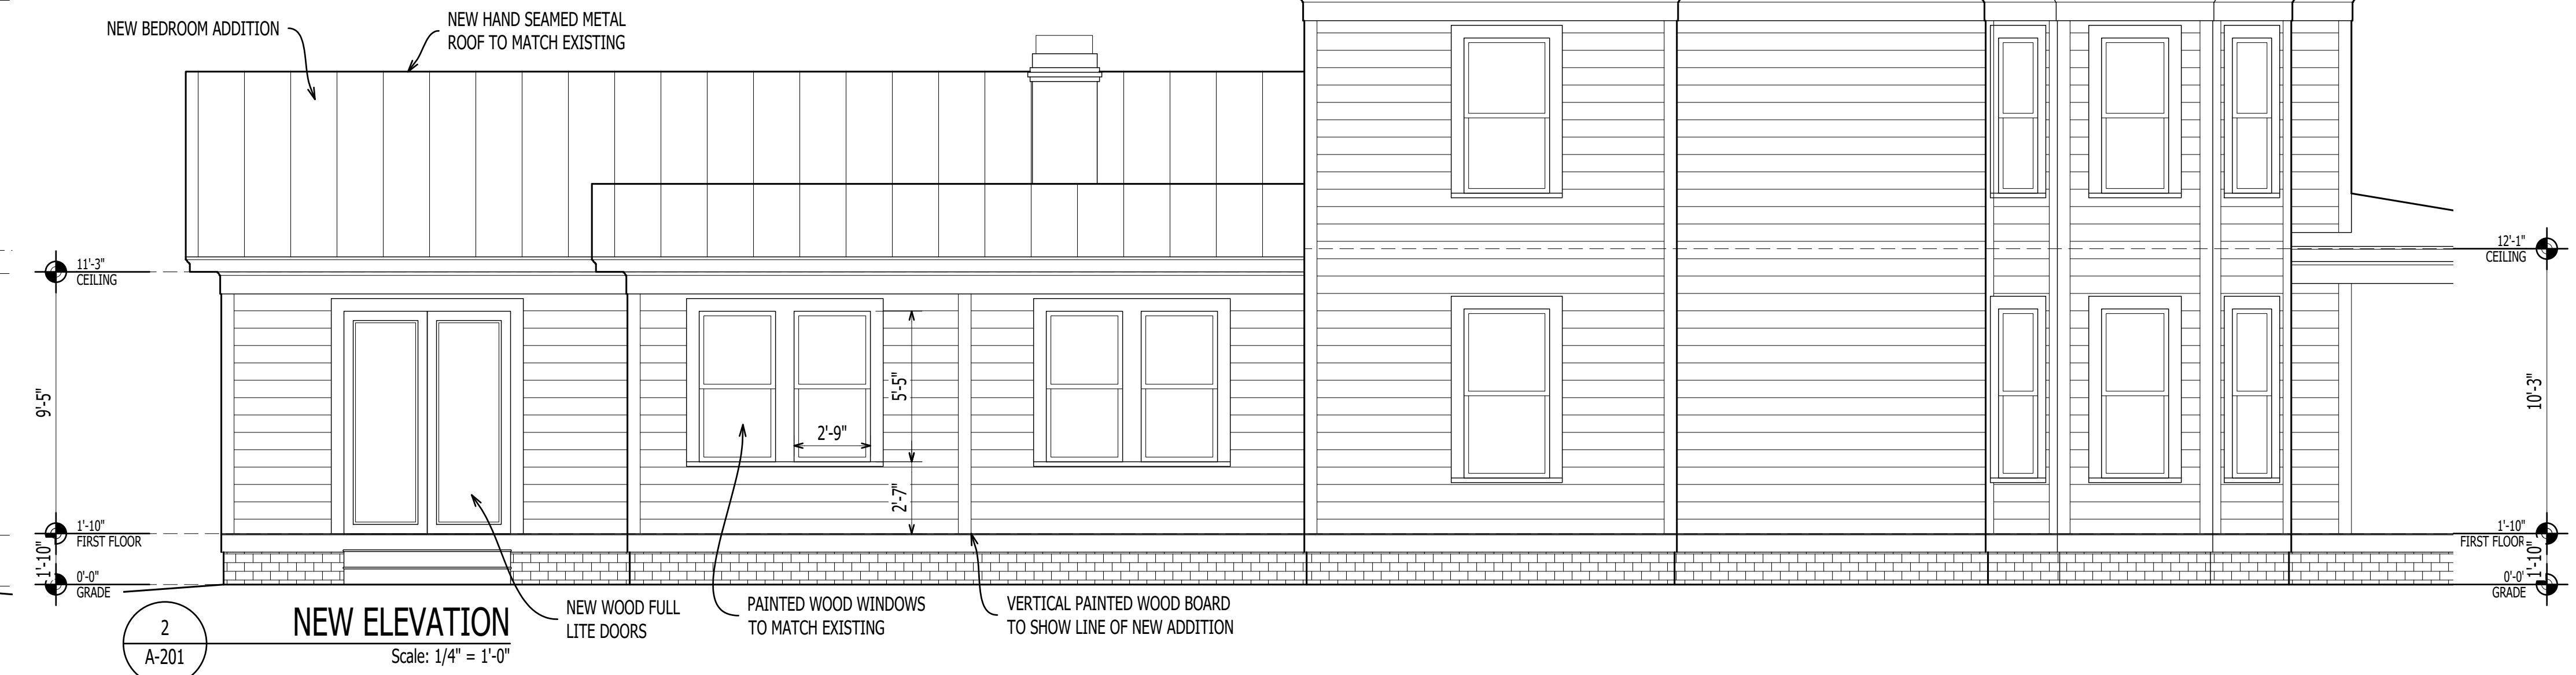 NEW BEDROOM ADDITION
NEW HAND SEAMED METAL
ROOF TO MATCH EXISTING
11'-3"
CEILING
12'-1"
CEILING
9'-5"
5'-5"
2'-9"
2'-7"
10'-3"
1'-10"
FIRST FLOOR
1'-10"
0'-0"
GRADE
1'-10"
FIRST FLOOR
1'-10"
0'-0"
GRADE
NEW WOOD FULL
LITE DOORS
PAINTED WOOD WINDOWS
TO MATCH EXISTING
VERTICAL PAINTED WOOD BOARD
TO SHOW LINE OF NEW ADDITION
2
A-201
NEW ELEVATION
Scale: 1/4" = 1'-0"